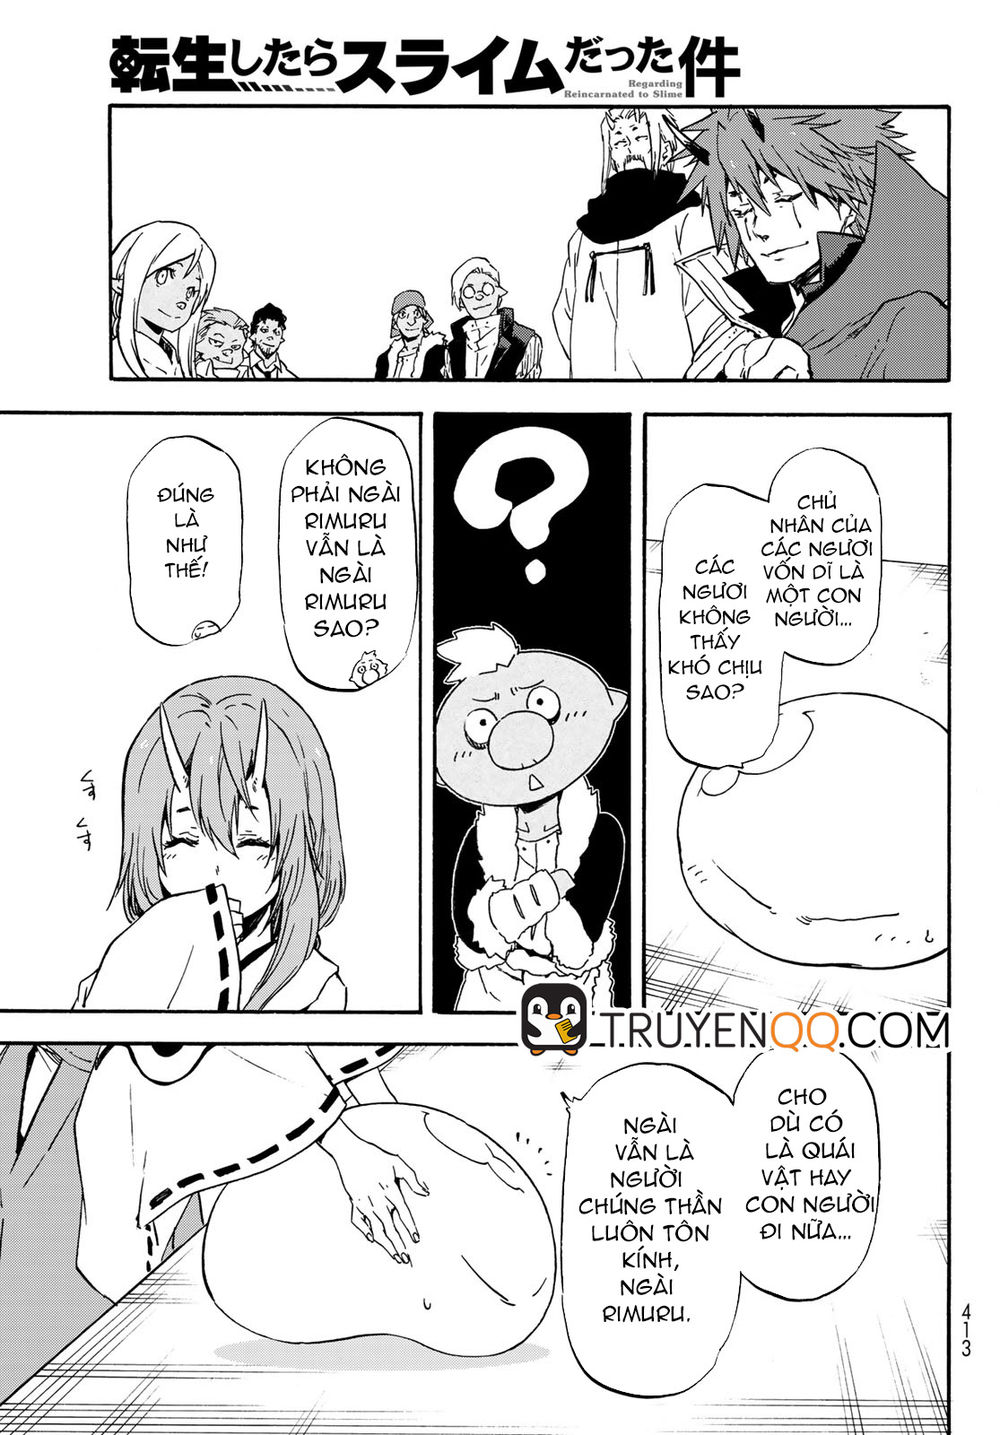 転生したらスライムだった件
Regarding
Reincarnated to Slime
CHỦ
NHÂN CỦA
CÁC NGƯƠI
VỐN DĨ LÀ
MỘT CON
NGƯỜI...
CÁC
NGƯƠI
KHÔNG
THẤY
KHÓ CHỊU
SAO?
?
KHÔNG
PHẢI NGÀI
RIMURU
VẪN LÀ
NGÀI
RIMURU
SAO?
ĐÚNG
LÀ
NHƯ
THẾ!
くす
くす
TRUYENQQ.COM
CHO
DÙ CÓ
LÀ QUÁI
VẬT HAY
CON NGƯỜI
ĐI NỮA...
NGÀI
VẪN LÀ
NGƯỜI
CHÚNG THẦN
LUÔN TÔN
KÍNH,
NGÀI
RIMURU.
413